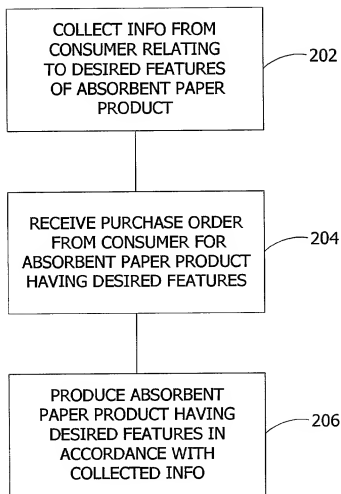 COLLECT INFO FROM
CONSUMER RELATING
TO DESIRED FEATURES
OF ABSORBENT PAPER
PRODUCT
202
RECEIVE PURCHASE ORDER
FROM CONSUMER FOR
ABSORBENT PAPER PRODUCT
HAVING DESIRED FEATURES
204
PRODUCE ABSORBENT
PAPER PRODUCT HAVING
DESIRED FEATURES IN
ACCORDANCE WITH
COLLECTED INFO
206